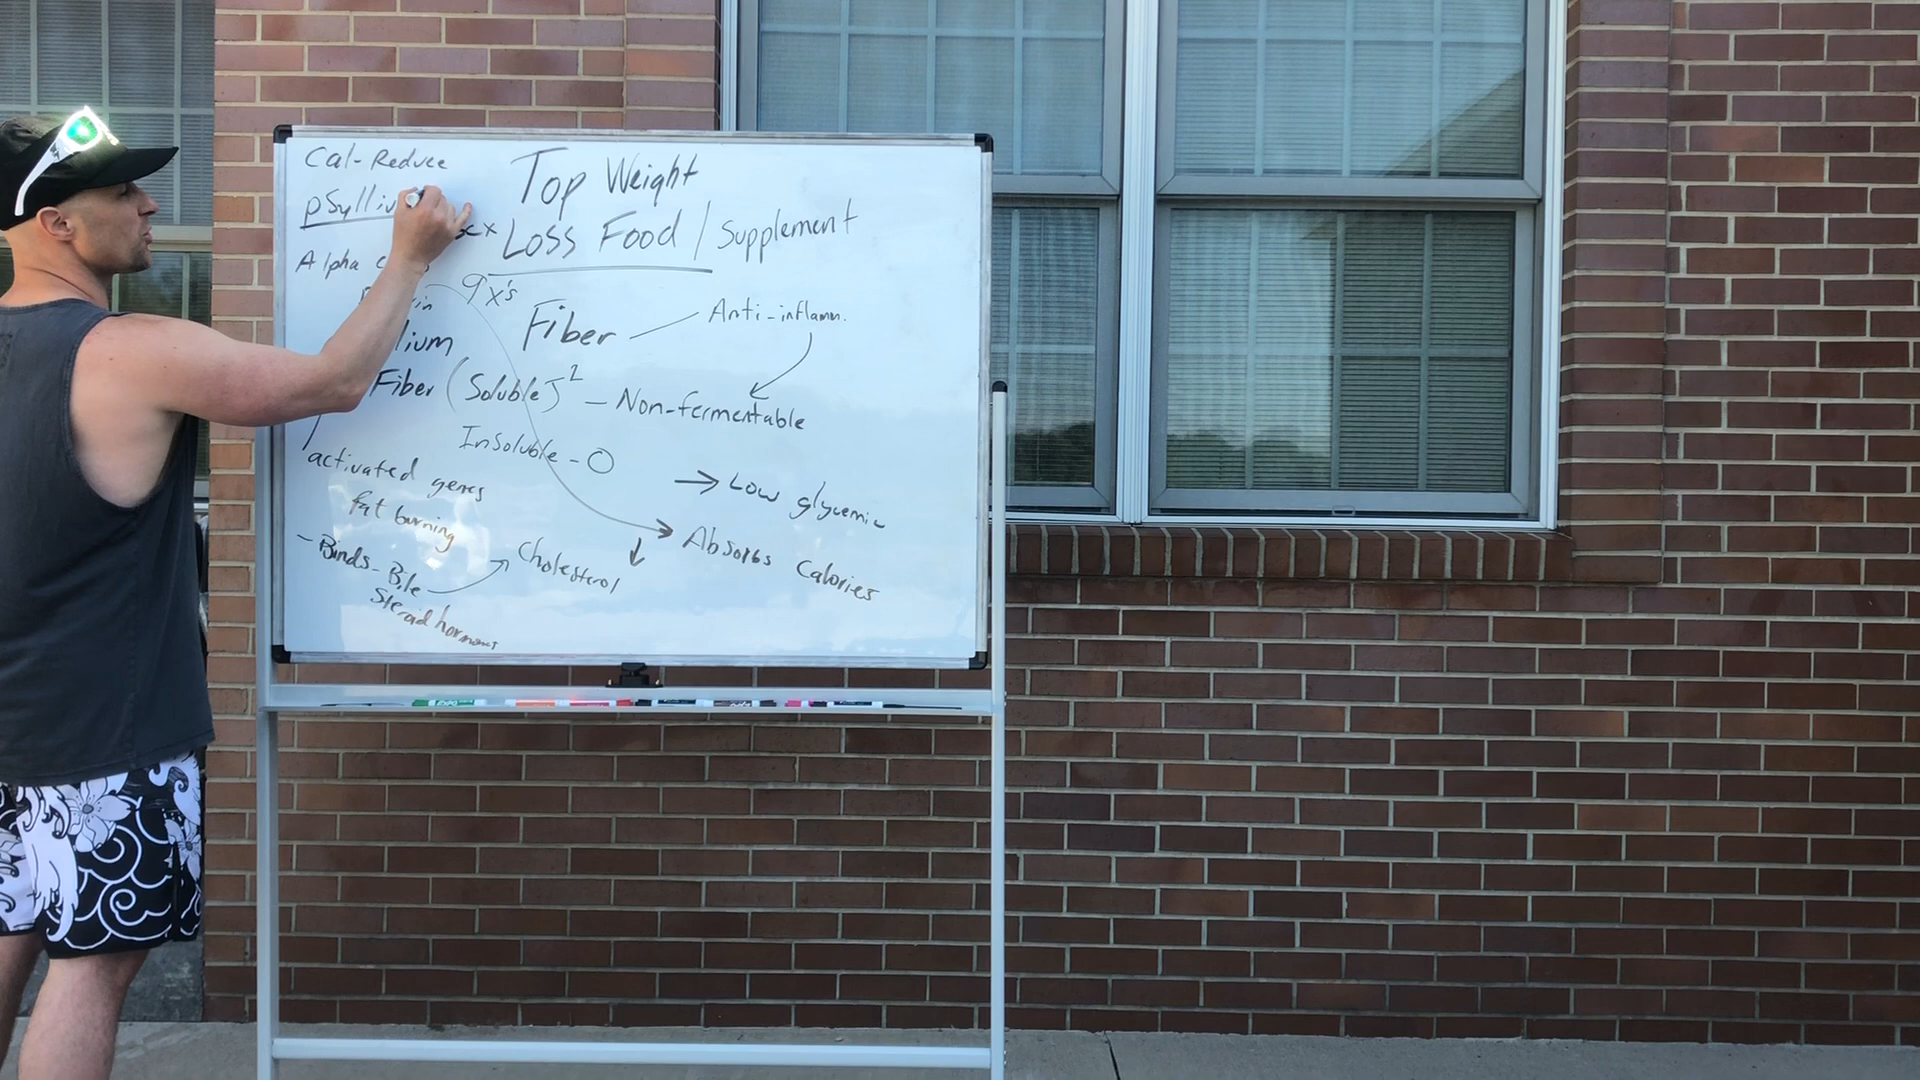 Cal-Reduce
Top Weight
Loss Food / Supplement
Alpha
9x's
Fiber
Anti-inflamm.
Fiber (Soluble)² - Non-fermentable
Insoluble - O
activated genes
fat burning
→ Low glycemic
↓ Absorbs Calories
- Binds - Bile
Cholesterol
Steroid hormones